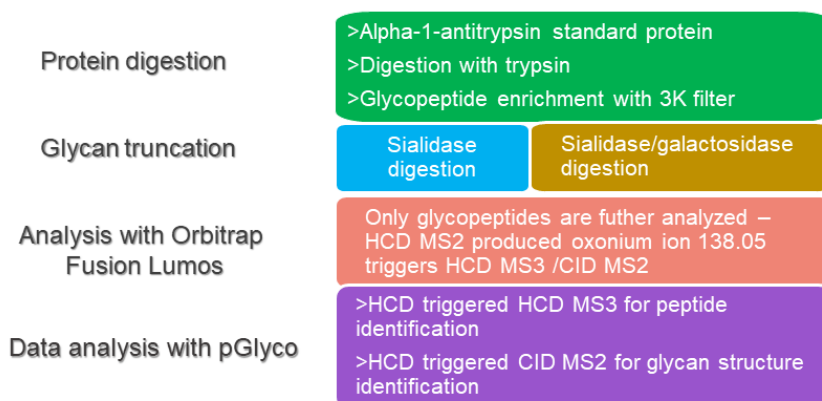 Protein digestion
>Alpha-1-antitrypsin standard protein
>Digestion with trypsin
>Glycopeptide enrichment with 3K filter
Glycan truncation
Sialidase
digestion
Sialidase/galactosidase
digestion
Analysis with Orbitrap
Fusion Lumos
Only glycopeptides are futher analyzed –
HCD MS2 produced oxonium ion 138.05
triggers HCD MS3 /CID MS2
Data analysis with pGlyco
>HCD triggered HCD MS3 for peptide
identification
>HCD triggered CID MS2 for glycan structure
identification